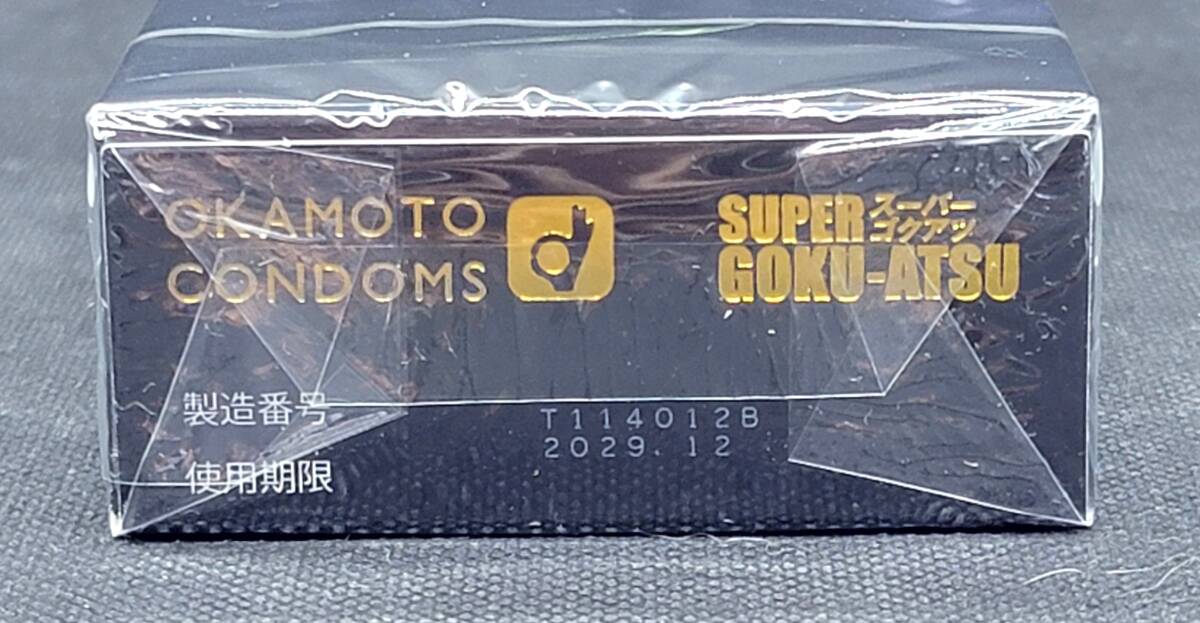 OKAMOTO
CONDOMS
SUPER スーパー
ゴクアツ
GOKU-ATSU
製造番号 T114012B
2029. 12
使用期限